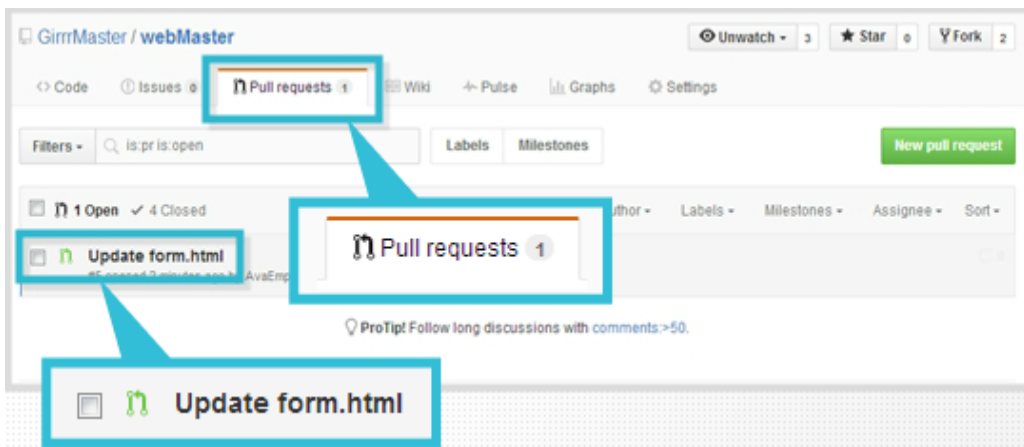 GirrrMaster / webMaster
Unwatch 3 Star 0 Fork 2
Code Issues 0 Pull requests 1 Wiki Pulse Graphs Settings
Filters is:pr is:open Labels Milestones New pull request
1 Open 4 Closed
Labels Milestones Assignee Sort
Pull requests 1
Update form.html
ProTip! Follow long discussions with comments:>50.
Update form.html